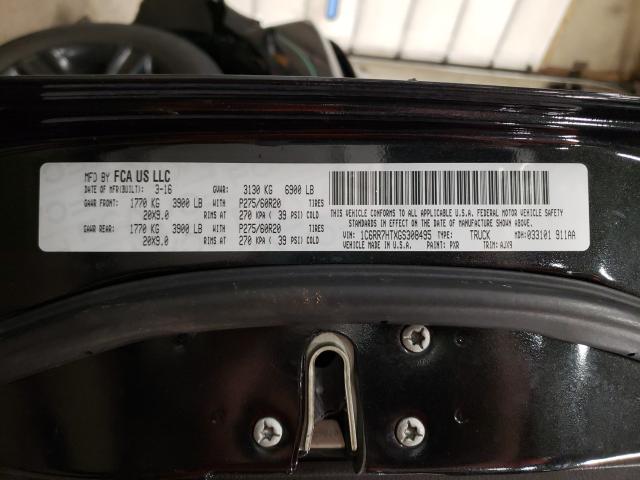 MFD BY FCA US LLC
DATE OF MFR(BUILT): 3-16 GVWR: 3130 KG 6900 LB
GAWR FRONT: 1770 KG 3900 LB WITH P275/60R20 TIRES
20X9.0 RIMS AT 270 KPA ( 39 PSI) COLD
GAWR REAR: 1770 KG 3900 LB WITH P275/60R20 TIRES
20X9.0 RIMS AT 270 KPA ( 39 PSI) COLD
THIS VEHICLE CONFORMS TO ALL APPLICABLE U.S.A. FEDERAL MOTOR VEHICLE SAFETY
STANDARDS IN EFFECT ON THE DATE OF MANUFACTURE SHOWN ABOVE.
VIN: 1C6RR7HTXGS308495 TYPE: TRUCK MDH:033101 911AA
VEHICLE MADE IN U.S.A. PAINT: PXR TRIM: AJX9